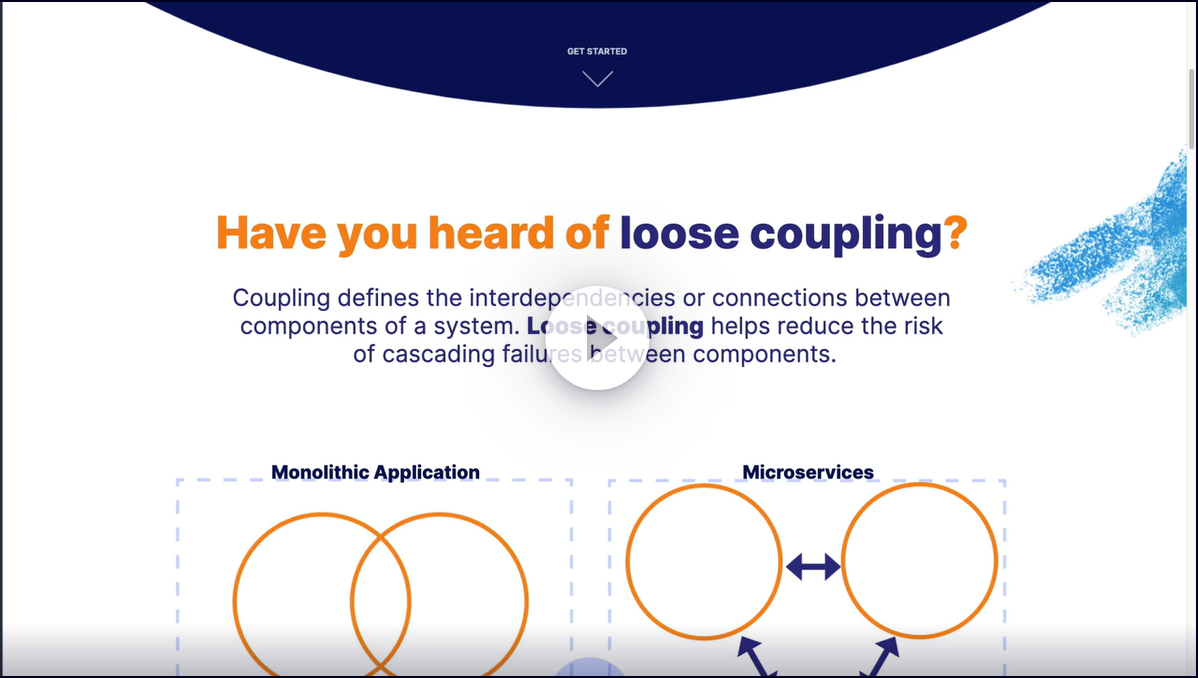 GET STARTED
Have you heard of loose coupling?
Coupling defines the interdependencies or connections between
components of a system. Loose coupling helps reduce the risk
of cascading failures between components.
Monolithic Application
Microservices